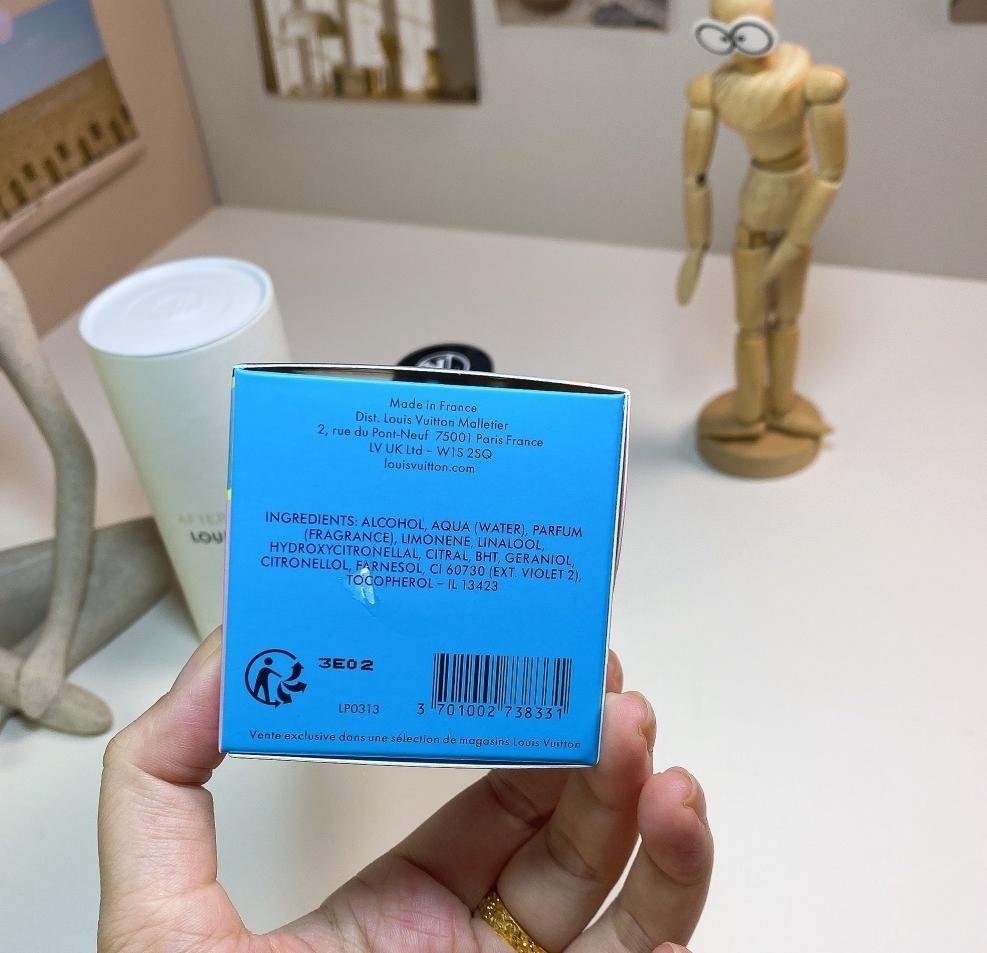 Made in France
Dist. Louis Vuitton Malletier
2, rue du Pont-Neuf 75001 Paris France
LV UK Ltd – W1S 2SQ
louisvuitton.com
INGREDIENTS: ALCOHOL, AQUA (WATER), PARFUM
(FRAGRANCE), LIMONENE, LINALOOL,
HYDROXYCITRONELLAL, CITRAL, BHT, GERANIOL,
CITRONELLOL, FARNESOL, CI 60730 (EXT. VIOLET 2),
TOCOPHEROL – IL 13423
3E02
LP0313
3 701002 738331
Vente exclusive dans une sélection de magasins Louis Vuitton
AFTER
LOU